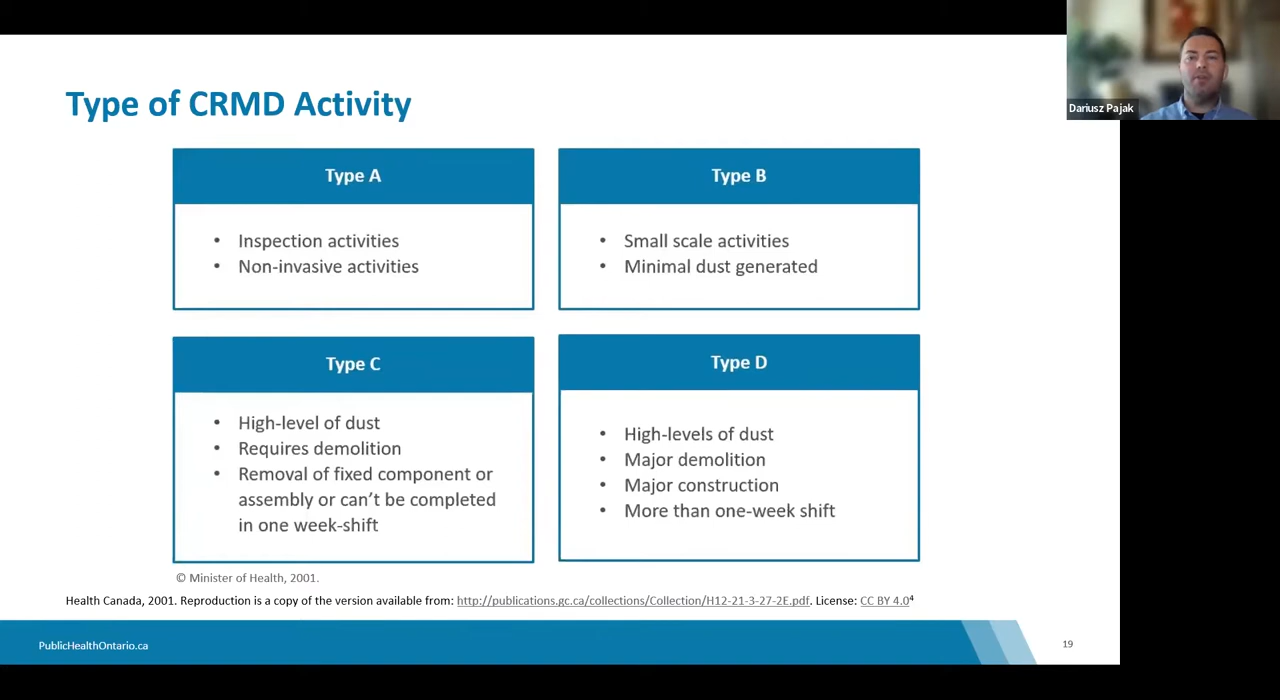 Dariusz Pajak
Type of CRMD Activity
Type A
• Inspection activities
• Non-invasive activities
Type B
• Small scale activities
• Minimal dust generated
Type C
• High-level of dust
• Requires demolition
• Removal of fixed component or
assembly or can't be completed
in one week-shift
Type D
• High-levels of dust
• Major demolition
• Major construction
• More than one-week shift
© Minister of Health, 2001.
Health Canada, 2001. Reproduction is a copy of the version available from: http://publications.gc.ca/collections/Collection/H12-21-3-27-2E.pdf. License: CC BY 4.0⁴
PublicHealthOntario.ca
19